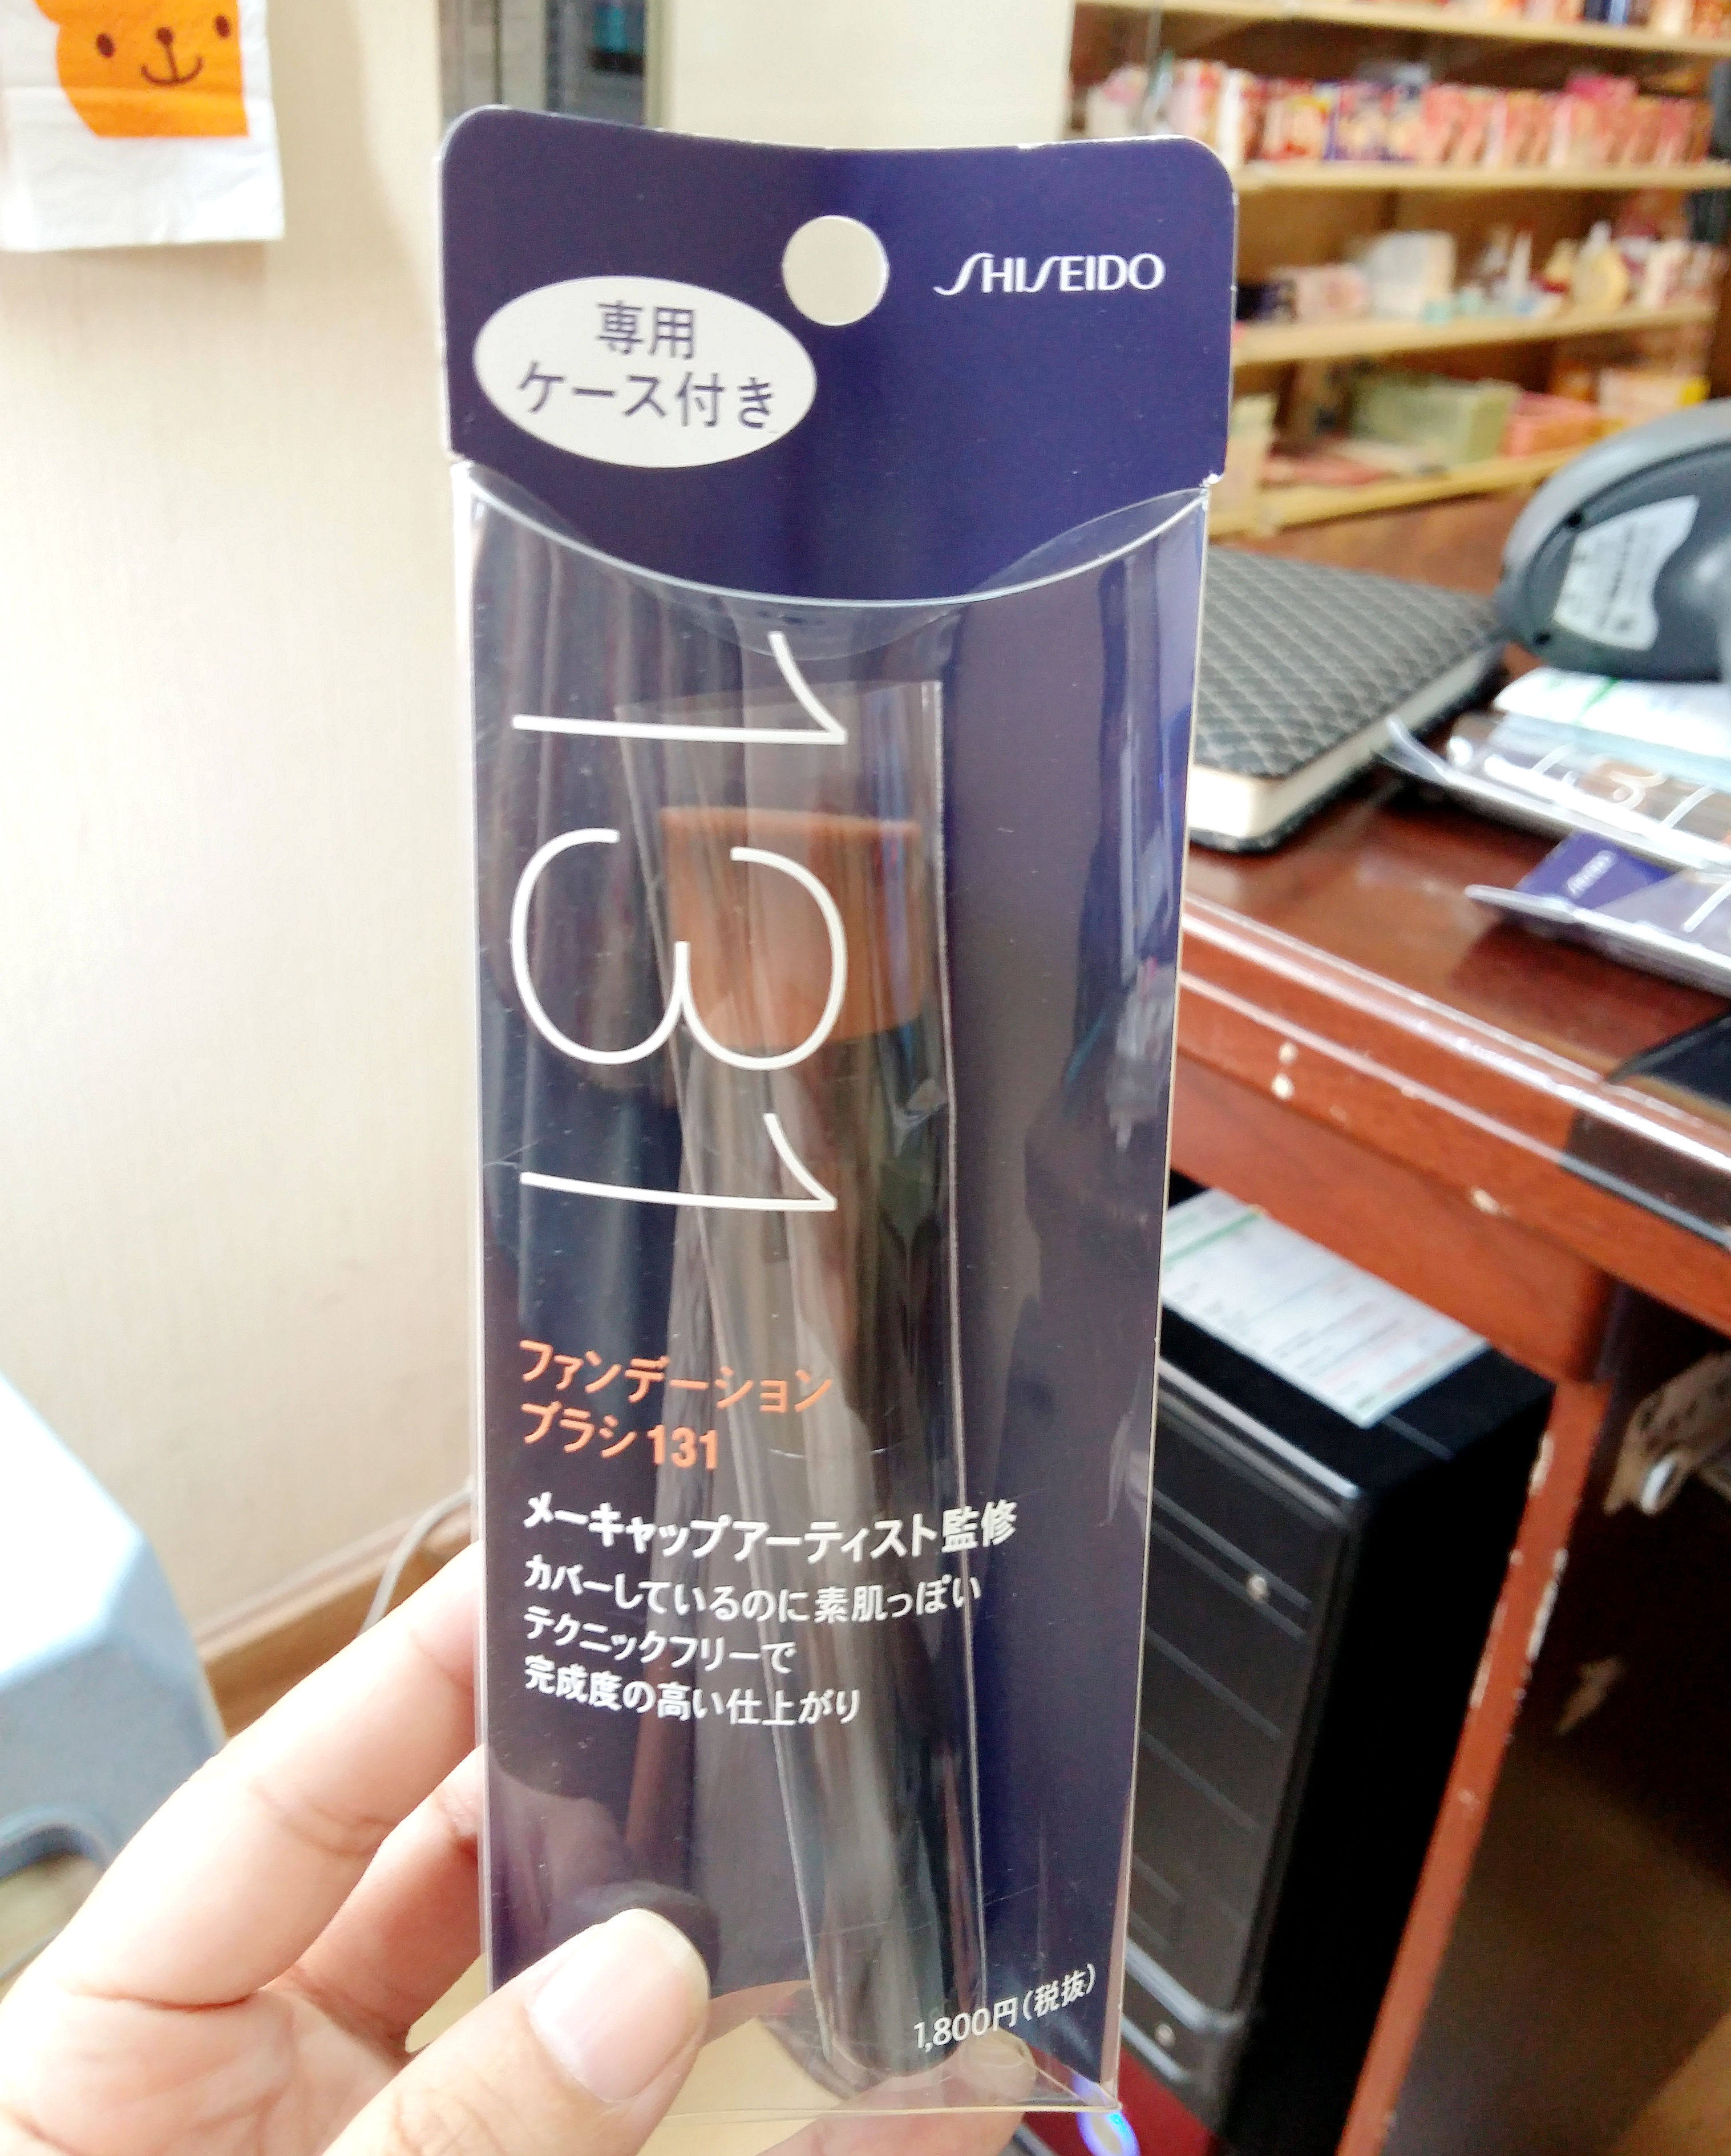 SHISEIDO
専用
ケース付き
131
ファンデーション
ブラシ131
メーキャップアーティスト監修
カバーしているのに素肌っぽい
テクニックフリーで
完成度の高い仕上がり
1,800円(税抜)
131